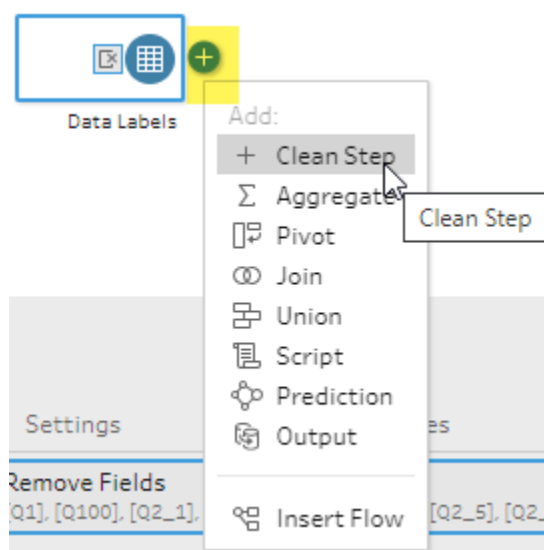 Data Labels
Add:
Clean Step
Aggregate
Clean Step
Pivot
Join
Union
Script
Prediction
Settings
es
Output
Remove Fields
[Q1], [Q100], [Q2_1],
[Q2_5], [Q2_
Insert Flow